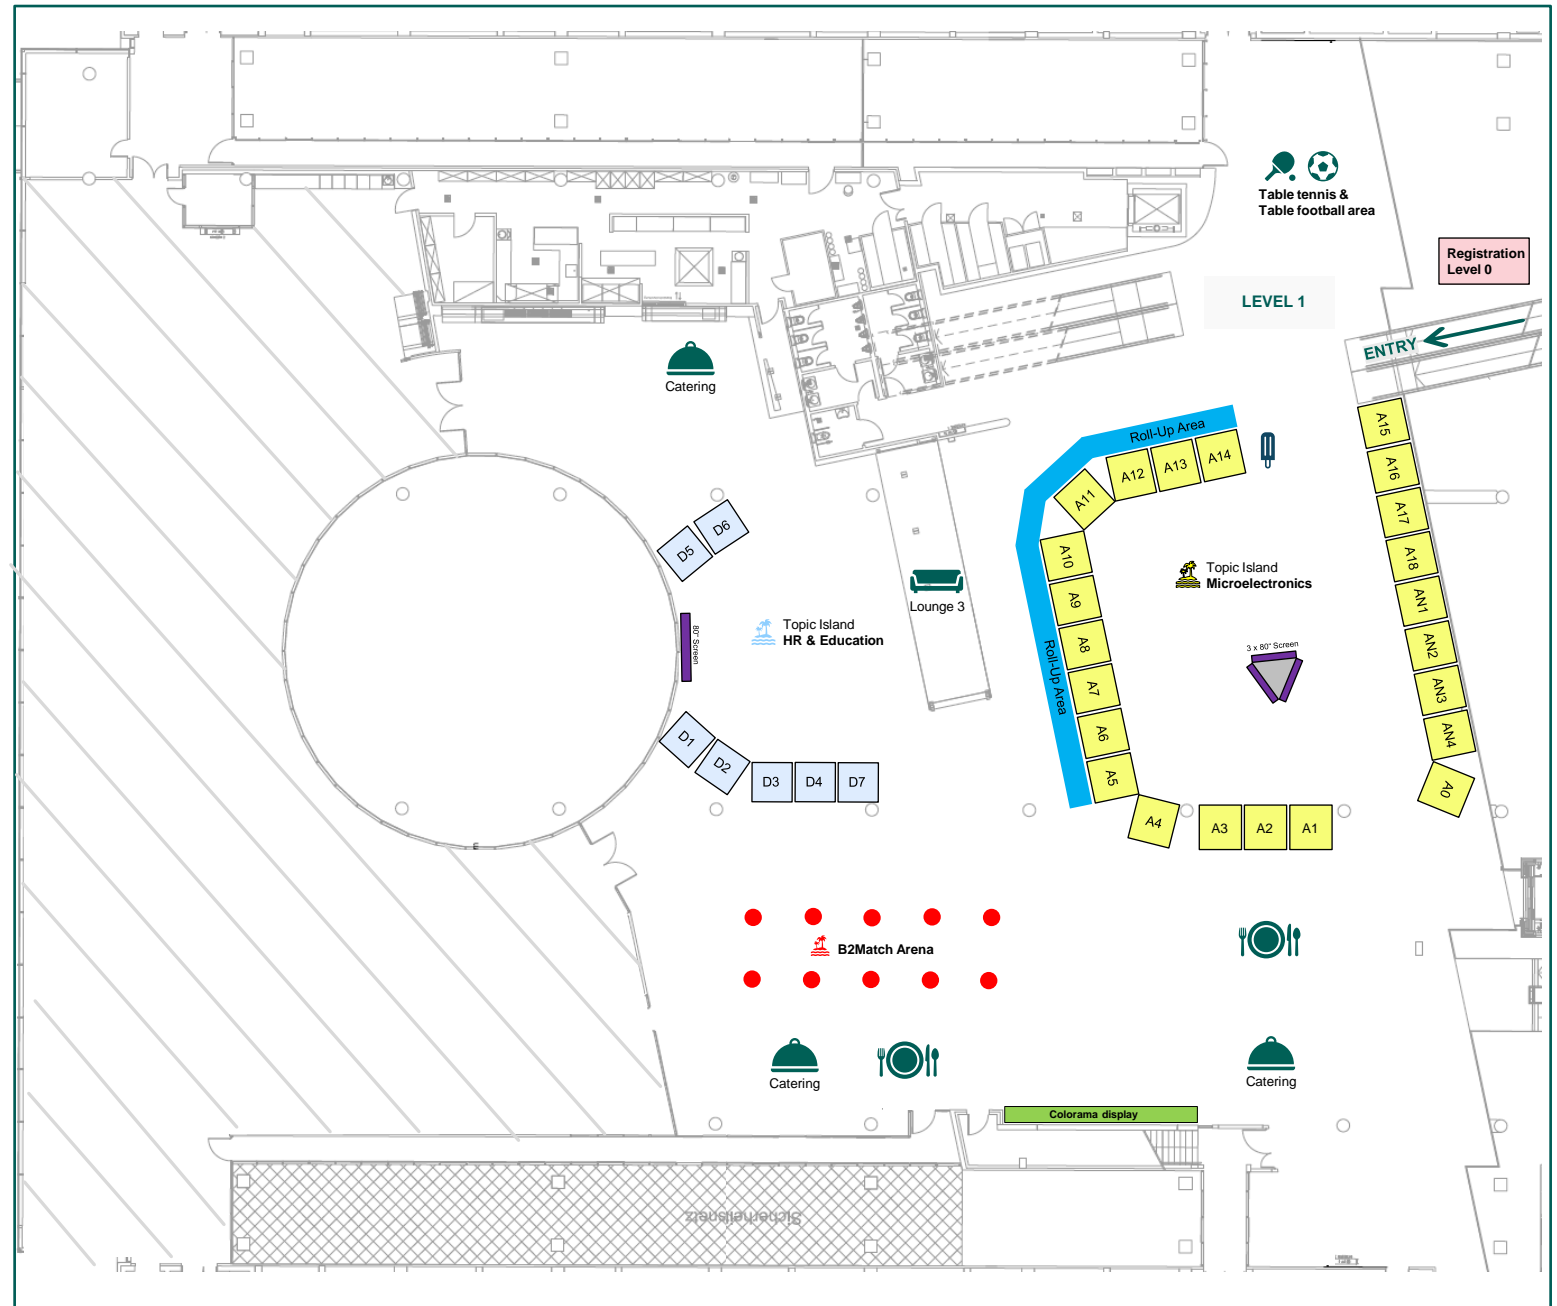 Table tennis &
Table football area
Registration
Level 0
LEVEL 1
ENTRY
Catering
Roll-Up Area
A15
A16
A17
A18
AN1
AN2
AN3
AN4
A0
A14
A13
A12
A11
A10
A9
A8
A7
A6
A5
A4
A3
A2
A1
Roll-Up Area
Topic Island
Microelectronics
3 x 80" Screen
Lounge 3
D5
D6
Topic Island
HR & Education
80" Screen
D1
D2
D3
D4
D7
B2Match Arena
Catering
Catering
Colorama display
Sicherheitsnetz